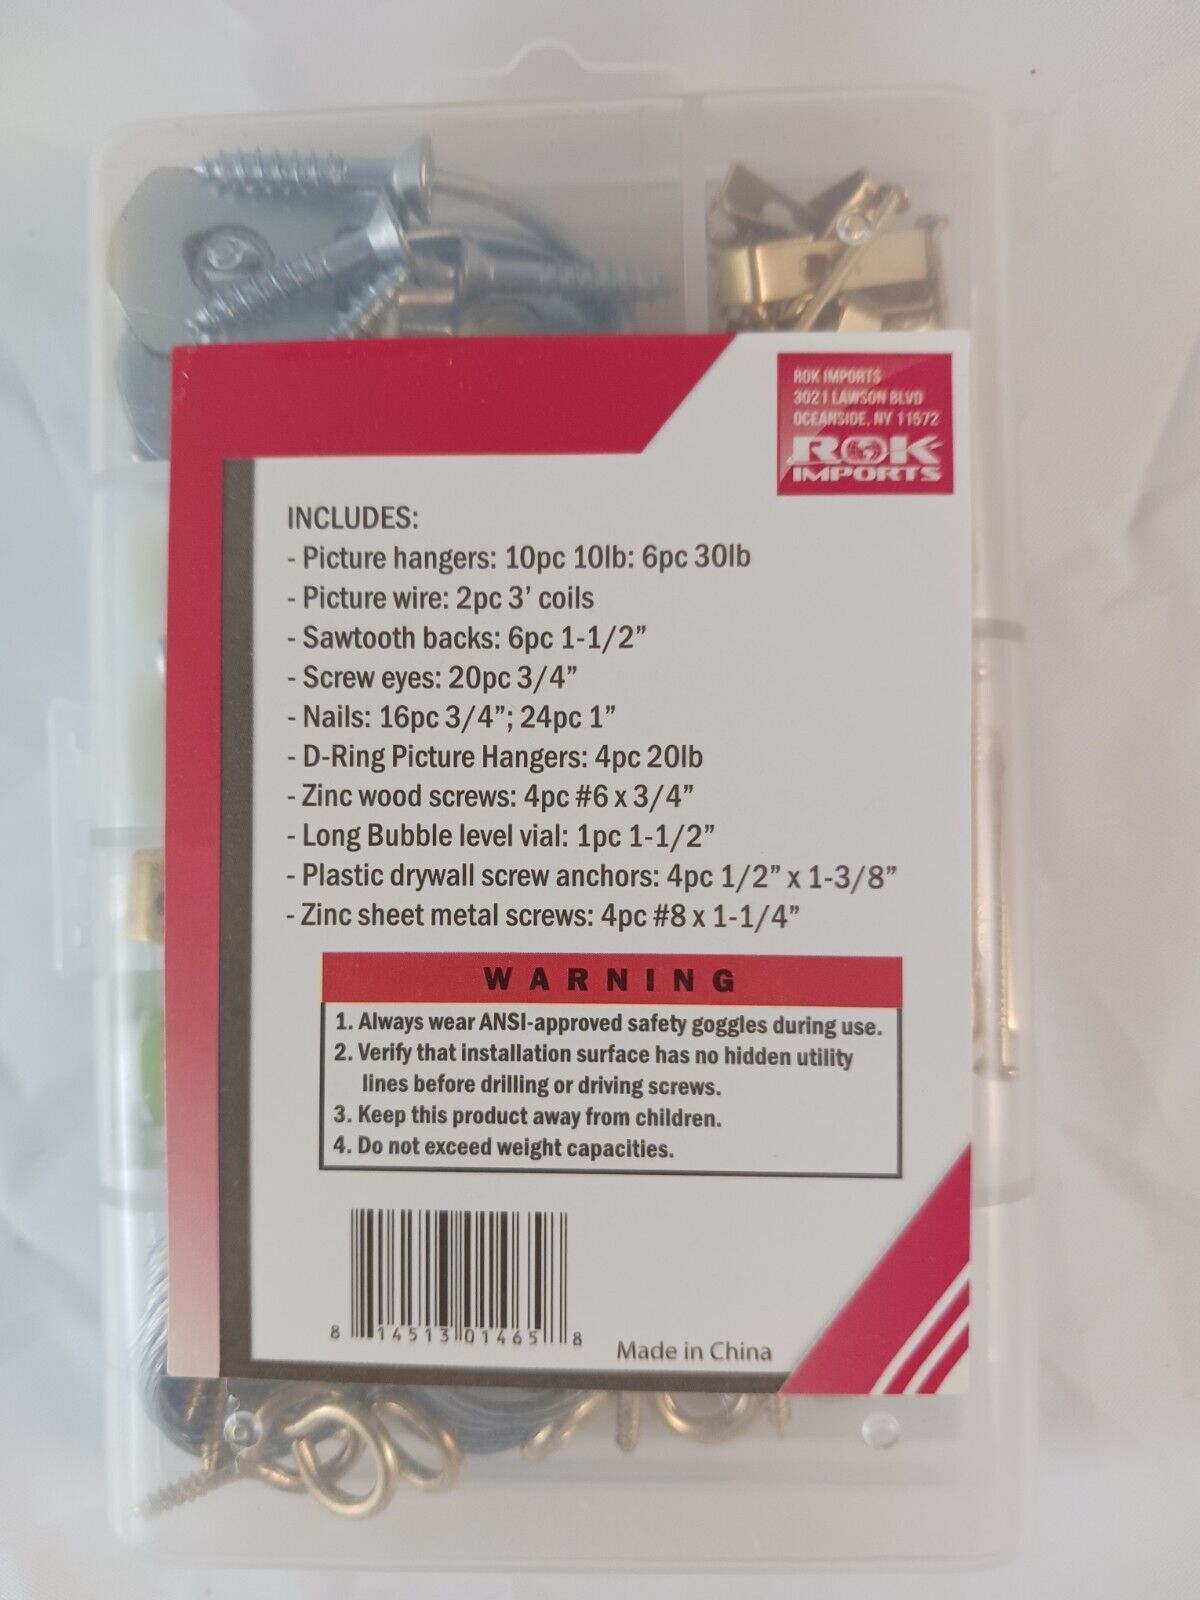 ROK IMPORTS
3021 LAWSON BLVD
OCEANSIDE, NY 11572
ROK
IMPORTS
INCLUDES:
- Picture hangers: 10pc 10lb: 6pc 30lb
- Picture wire: 2pc 3’ coils
- Sawtooth backs: 6pc 1-1/2”
- Screw eyes: 20pc 3/4”
- Nails: 16pc 3/4”; 24pc 1”
- D-Ring Picture Hangers: 4pc 20lb
- Zinc wood screws: 4pc #6 x 3/4”
- Long Bubble level vial: 1pc 1-1/2”
- Plastic drywall screw anchors: 4pc 1/2” x 1-3/8”
- Zinc sheet metal screws: 4pc #8 x 1-1/4”
WARNING
1. Always wear ANSI-approved safety goggles during use.
2. Verify that installation surface has no hidden utility
lines before drilling or driving screws.
3. Keep this product away from children.
4. Do not exceed weight capacities.
8 14513 01465 8
Made in China